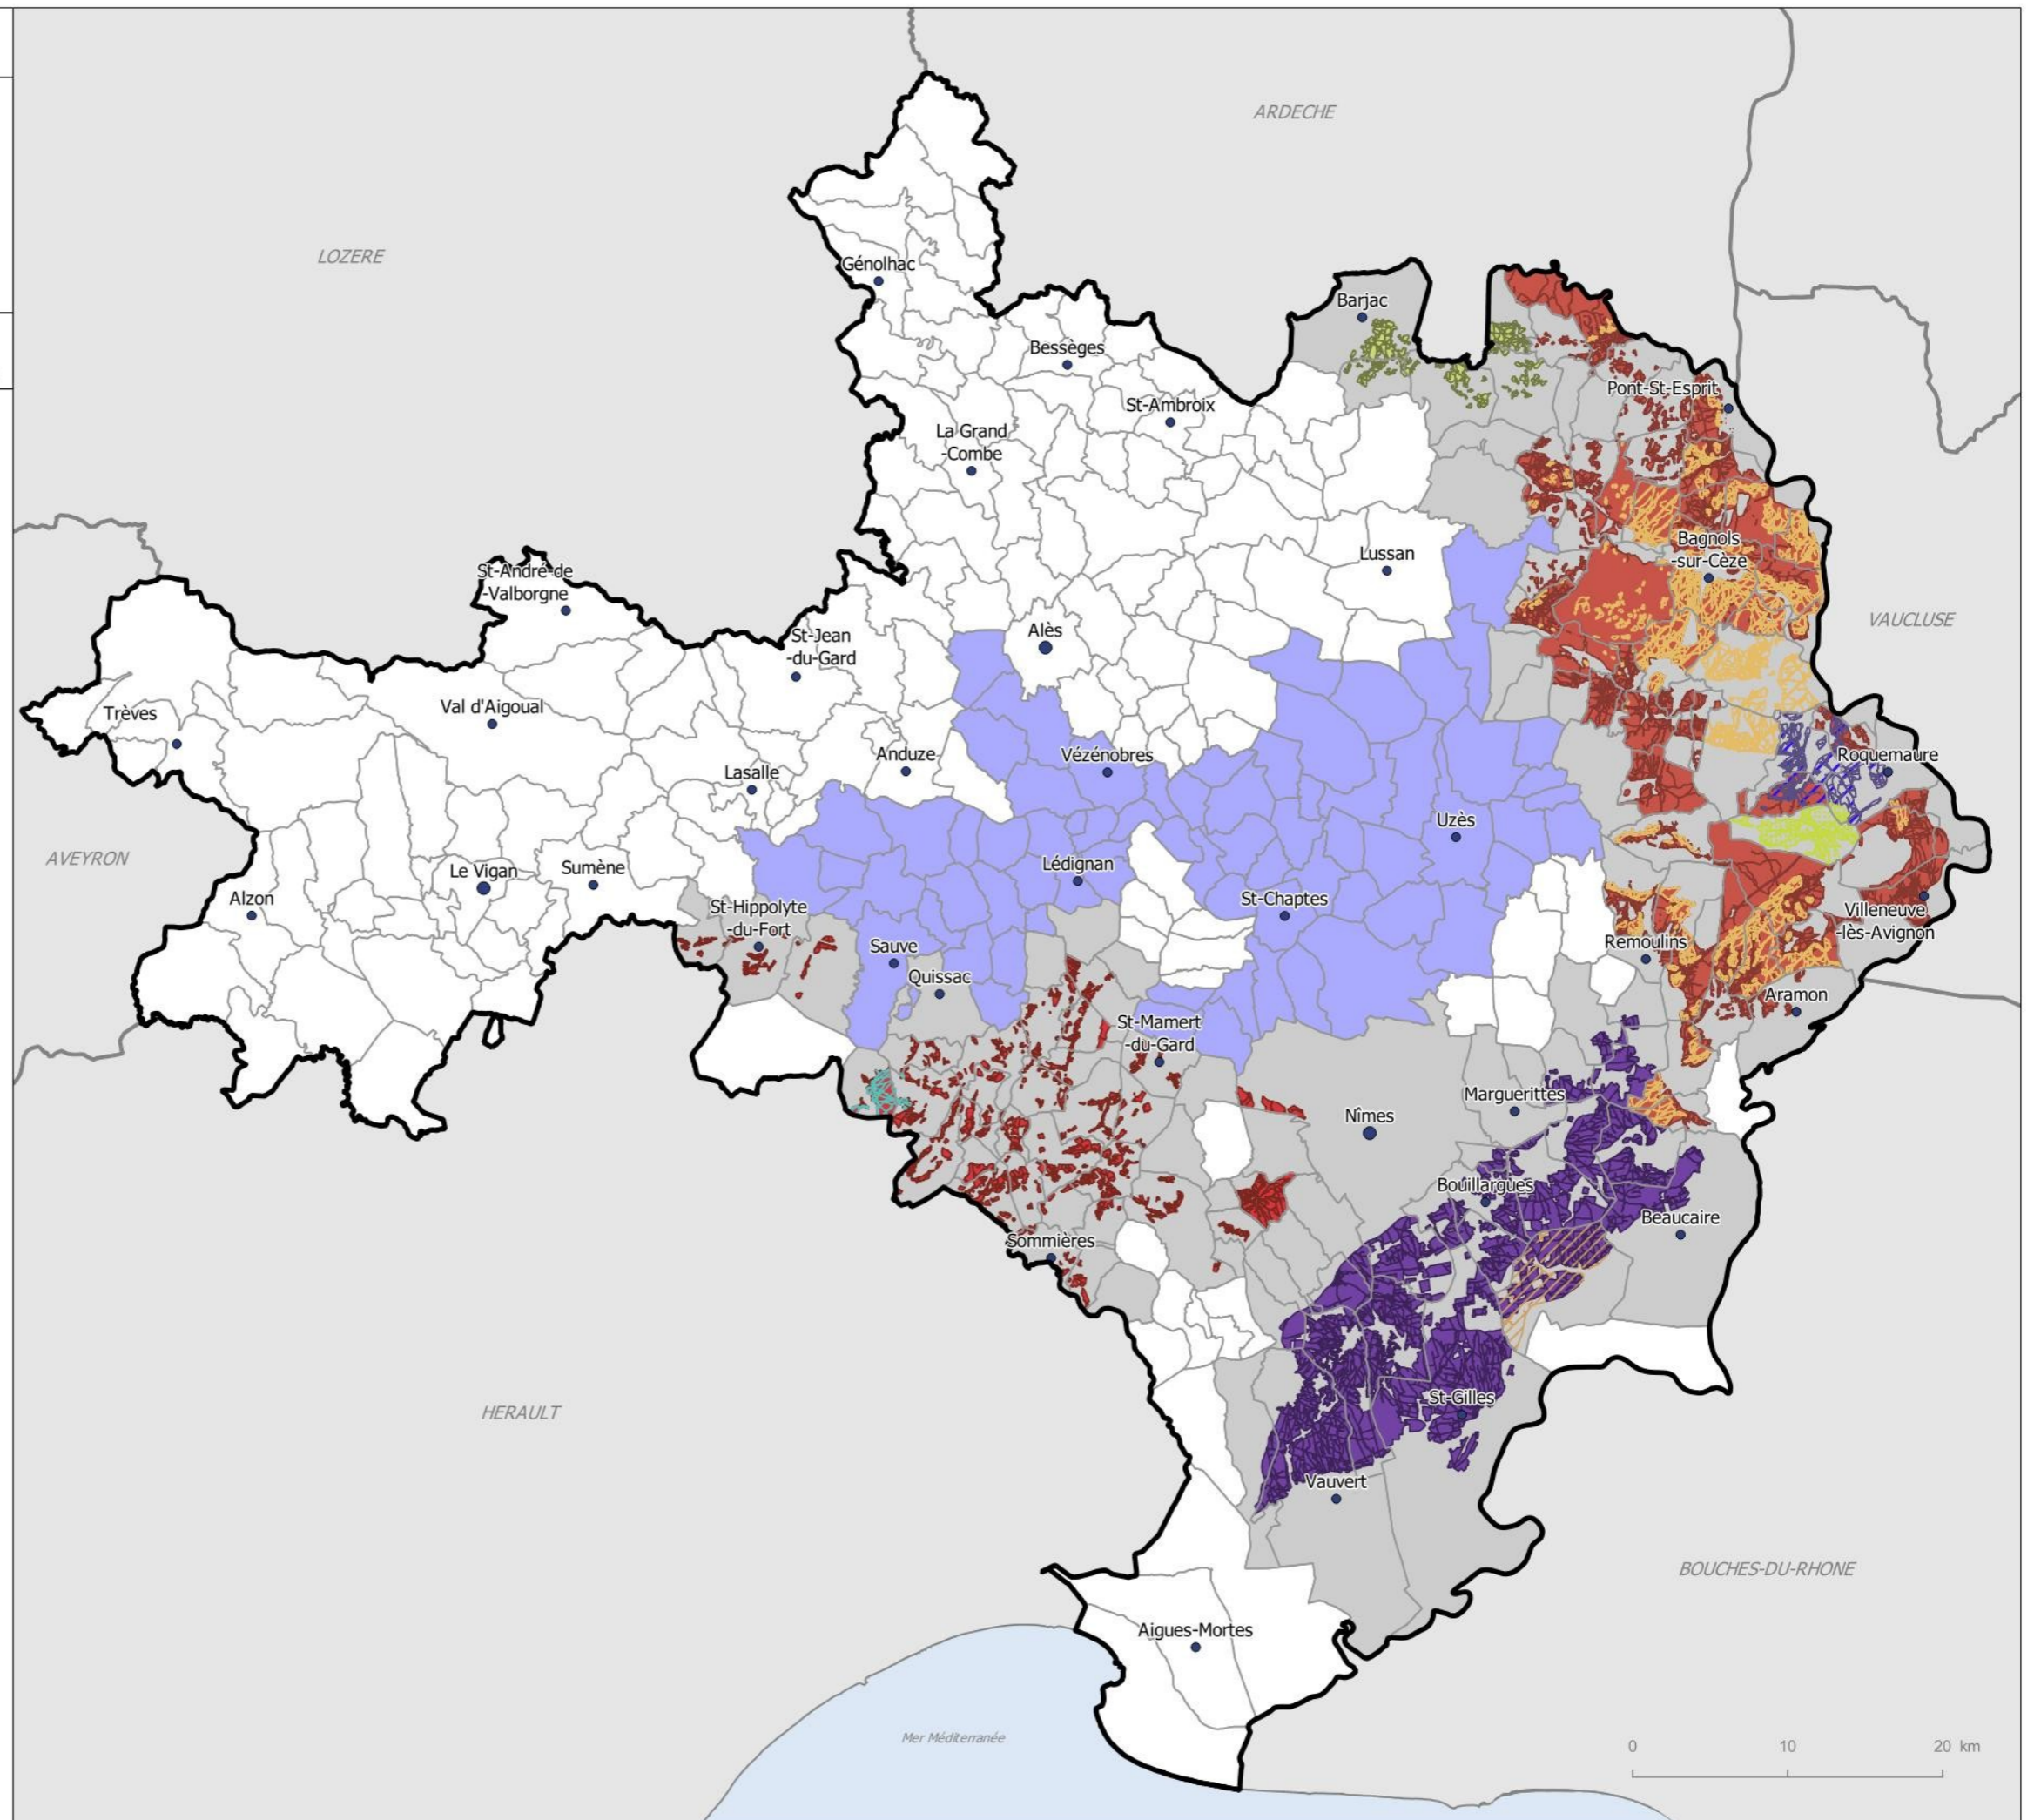 ARDECHE
LOZERE
Génolhac
Barjac
Bessèges
Pont-St-Esprit
St-Ambroix
La Grand
-Combe
Bagnols
-sur-Cèze
Lussan
St-André-de
-Valborgne
VAUCLUSE
Alès
St-Jean
-du-Gard
Trèves
Val d'Aigoual
Anduze
Vézénobres
Roquemaure
Lasalle
Uzès
AVEYRON
Lédignan
Le Vigan
Sumène
Alzon
St-Hippolyte
-du-Fort
St-Chaptes
Villeneuve
-lès-Avignon
Sauve
Remoulins
Quissac
Aramon
St-Mamert
-du-Gard
Marguerittes
Nîmes
Bouillargues
Beaucaire
Sommières
St-Gilles
HERAULT
Vauvert
BOUCHES-DU-RHONE
Aigues-Mortes
Mer Méditerranée
0 10 20 km